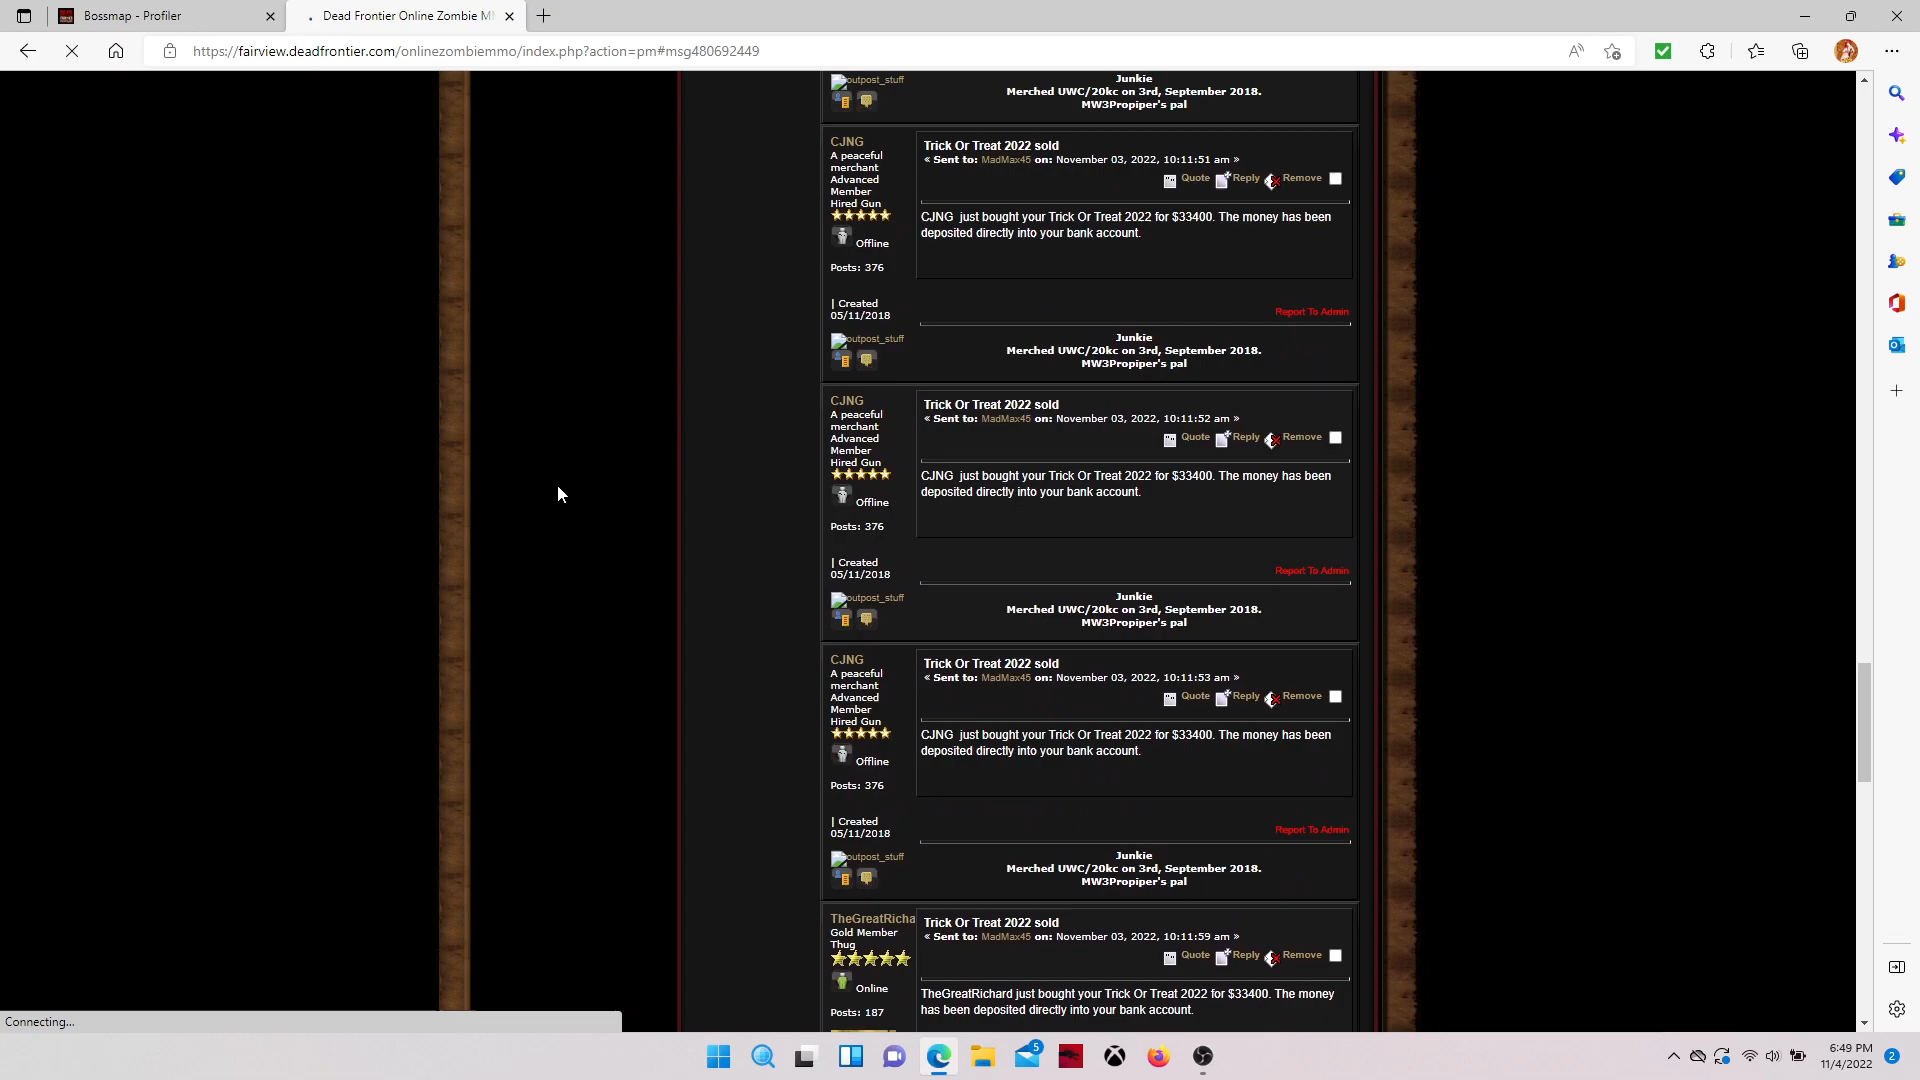 Bossmap - Profiler
Dead Frontier Online Zombie MM
https://fairview.deadfrontier.com/onlinezombiemmo/index.php?action=pm#msg480692449
outpost_stuff
Junkie
Merched UWC/20kc on 3rd, September 2018.
MW3Propiper's pal
CJNG
A peaceful
merchant
Advanced
Member
Hired Gun
Offline
Posts: 376
| Created
05/11/2018
outpost_stuff
Trick Or Treat 2022 sold
« Sent to: MadMax45 on: November 03, 2022, 10:11:51 am »
Quote Reply Remove
CJNG just bought your Trick Or Treat 2022 for $33400. The money has been
deposited directly into your bank account.
Report To Admin
Junkie
Merched UWC/20kc on 3rd, September 2018.
MW3Propiper's pal
CJNG
A peaceful
merchant
Advanced
Member
Hired Gun
Offline
Posts: 376
| Created
05/11/2018
outpost_stuff
Trick Or Treat 2022 sold
« Sent to: MadMax45 on: November 03, 2022, 10:11:52 am »
Quote Reply Remove
CJNG just bought your Trick Or Treat 2022 for $33400. The money has been
deposited directly into your bank account.
Report To Admin
Junkie
Merched UWC/20kc on 3rd, September 2018.
MW3Propiper's pal
CJNG
A peaceful
merchant
Advanced
Member
Hired Gun
Offline
Posts: 376
| Created
05/11/2018
outpost_stuff
Trick Or Treat 2022 sold
« Sent to: MadMax45 on: November 03, 2022, 10:11:53 am »
Quote Reply Remove
CJNG just bought your Trick Or Treat 2022 for $33400. The money has been
deposited directly into your bank account.
Report To Admin
Junkie
Merched UWC/20kc on 3rd, September 2018.
MW3Propiper's pal
TheGreatRicha
Gold Member
Thug
Online
Posts: 187
Trick Or Treat 2022 sold
« Sent to: MadMax45 on: November 03, 2022, 10:11:59 am »
Quote Reply Remove
TheGreatRichard just bought your Trick Or Treat 2022 for $33400. The money
has been deposited directly into your bank account.
Connecting...
5
6:49 PM
11/4/2022
2